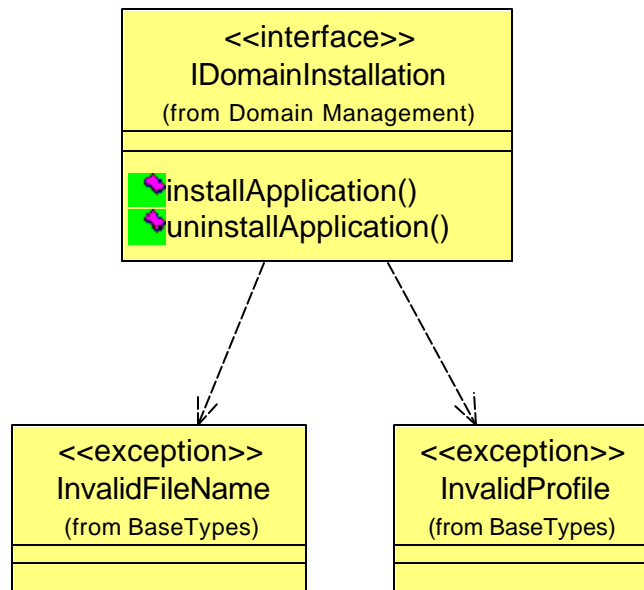 <<interface>>
IDomainInstallation
(from Domain Management)
installApplication()
uninstallApplication()
<<exception>>
InvalidFileName
(from BaseTypes)
<<exception>>
InvalidProfile
(from BaseTypes)